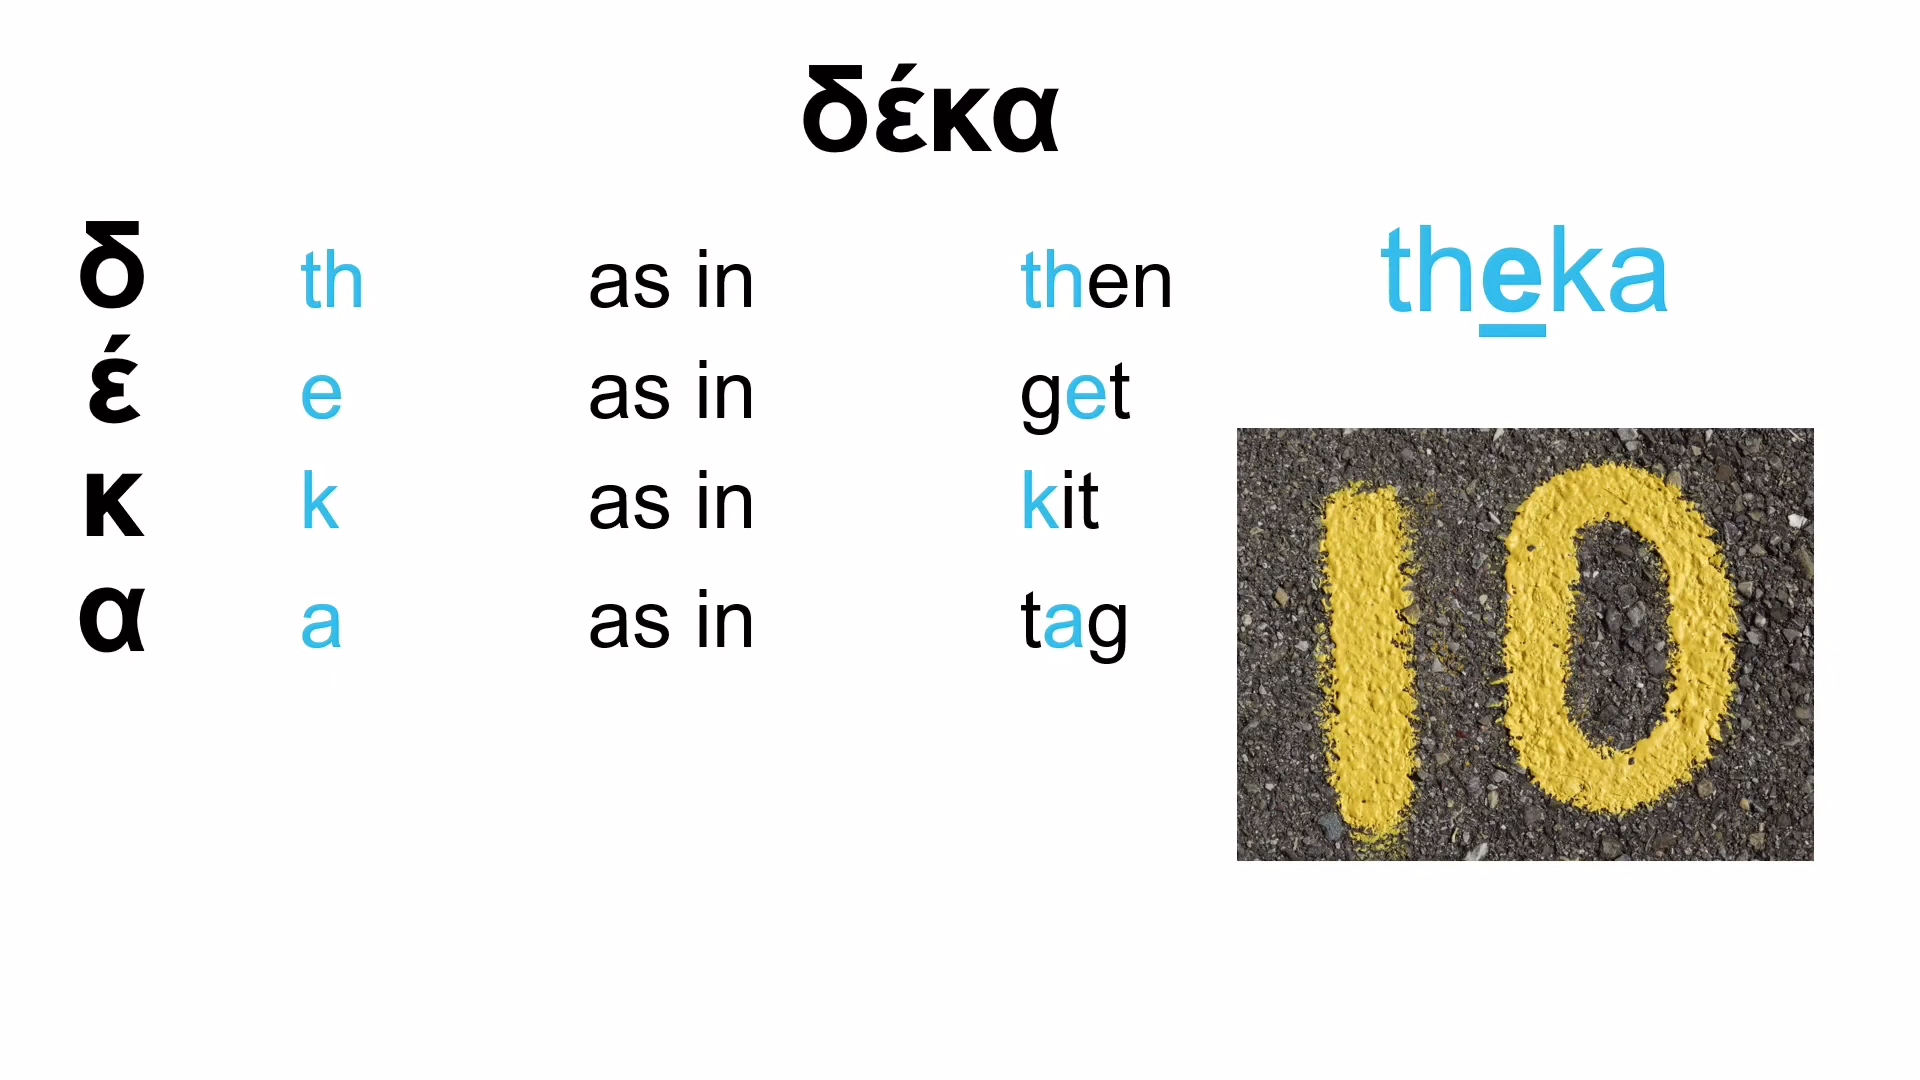 δέκα
δ th as in then theka
έ e as in get
κ k as in kit
α a as in tag
10